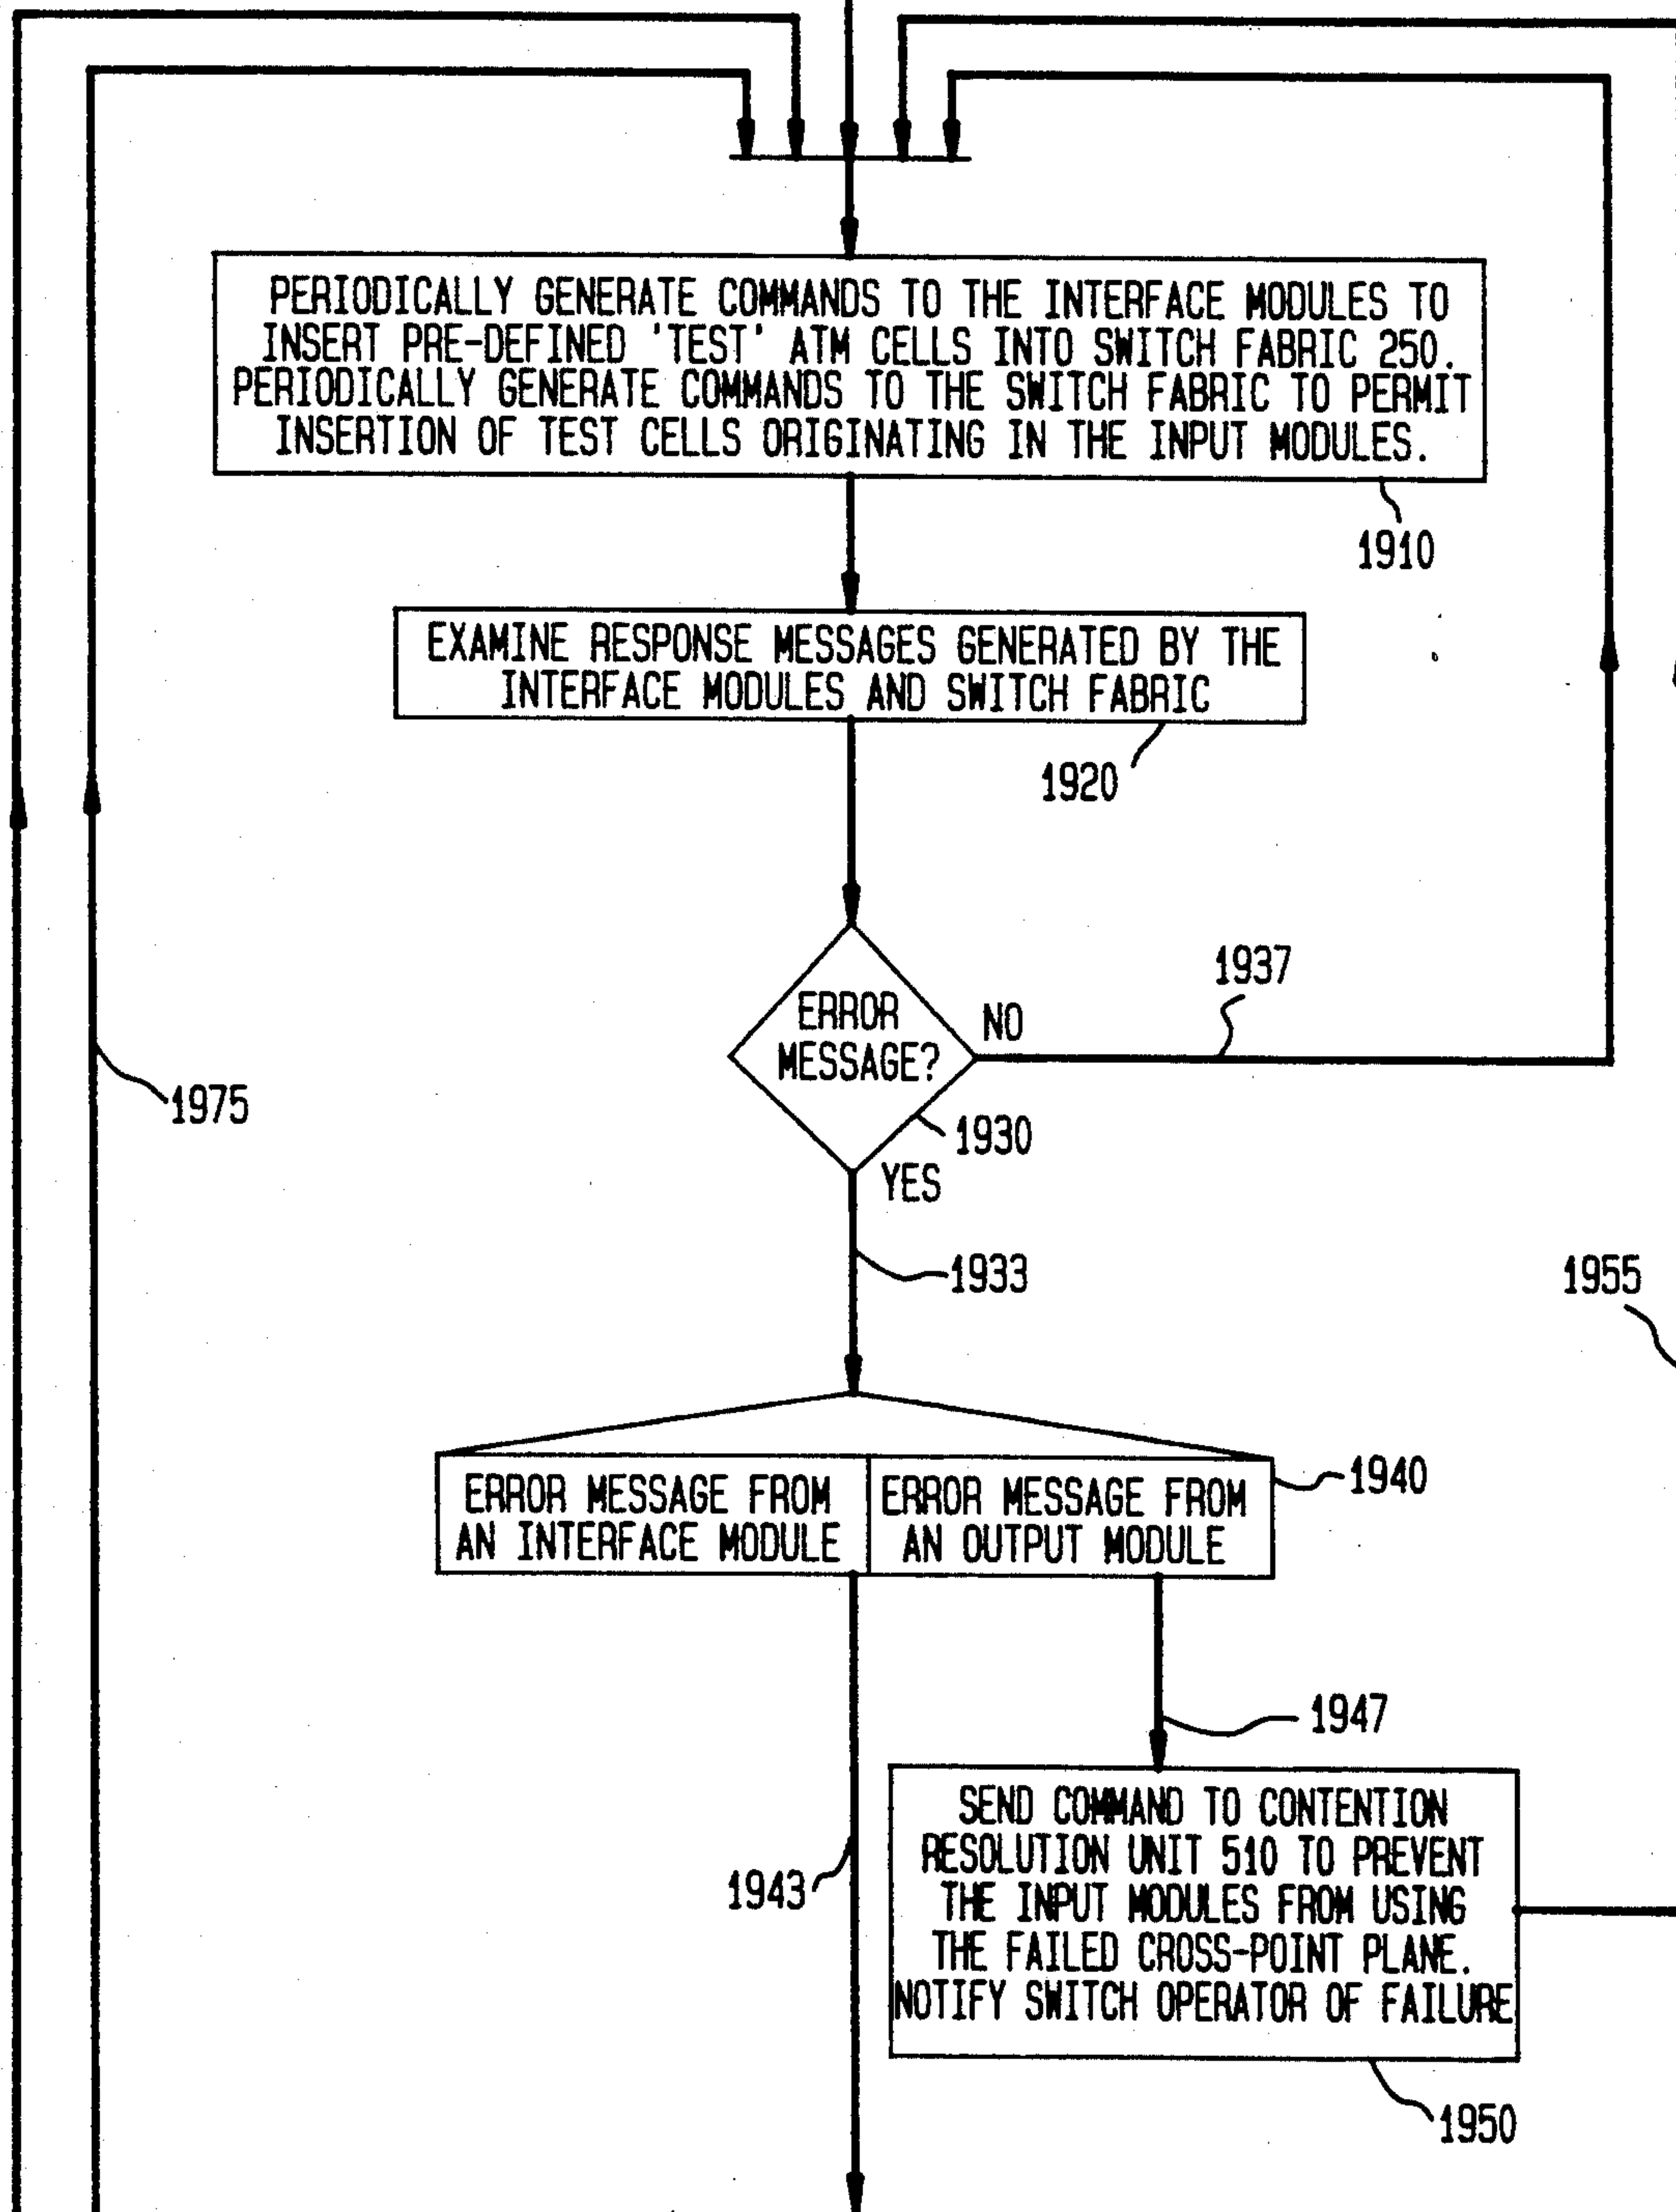 PERIODICALLY GENERATE COMMANDS TO THE INTERFACE MODULES TO
INSERT PRE-DEFINED 'TEST' ATM CELLS INTO SWITCH FABRIC 250.
PERIODICALLY GENERATE COMMANDS TO THE SWITCH FABRIC TO PERMIT
INSERTION OF TEST CELLS ORIGINATING IN THE INPUT MODULES.
1910
EXAMINE RESPONSE MESSAGES GENERATED BY THE
INTERFACE MODULES AND SWITCH FABRIC
1920
1937
ERROR
MESSAGE?
NO
1975
1930
YES
1933
1955
ERROR MESSAGE FROM
AN INTERFACE MODULE
ERROR MESSAGE FROM
AN OUTPUT MODULE
1940
1947
1943
SEND COMMAND TO CONTENTION
RESOLUTION UNIT 510 TO PREVENT
THE INPUT MODULES FROM USING
THE FAILED CROSS-POINT PLANE.
NOTIFY SWITCH OPERATOR OF FAILURE
1950